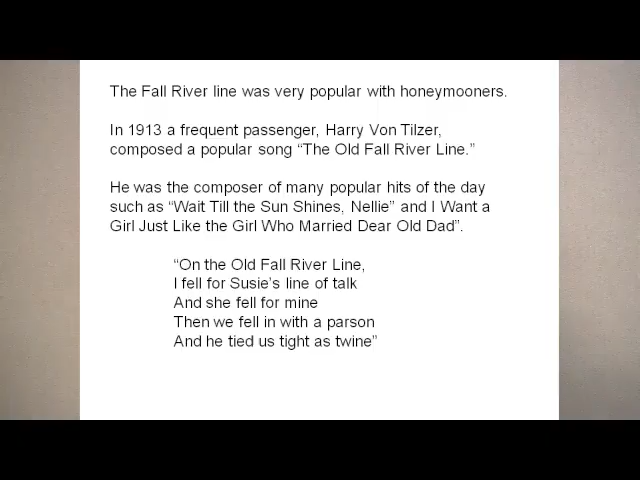 The Fall River line was very popular with honeymooners.
In 1913 a frequent passenger, Harry Von Tilzer,
composed a popular song “The Old Fall River Line.”
He was the composer of many popular hits of the day
such as “Wait Till the Sun Shines, Nellie” and I Want a
Girl Just Like the Girl Who Married Dear Old Dad”.
“On the Old Fall River Line,
I fell for Susie’s line of talk
And she fell for mine
Then we fell in with a parson
And he tied us tight as twine”